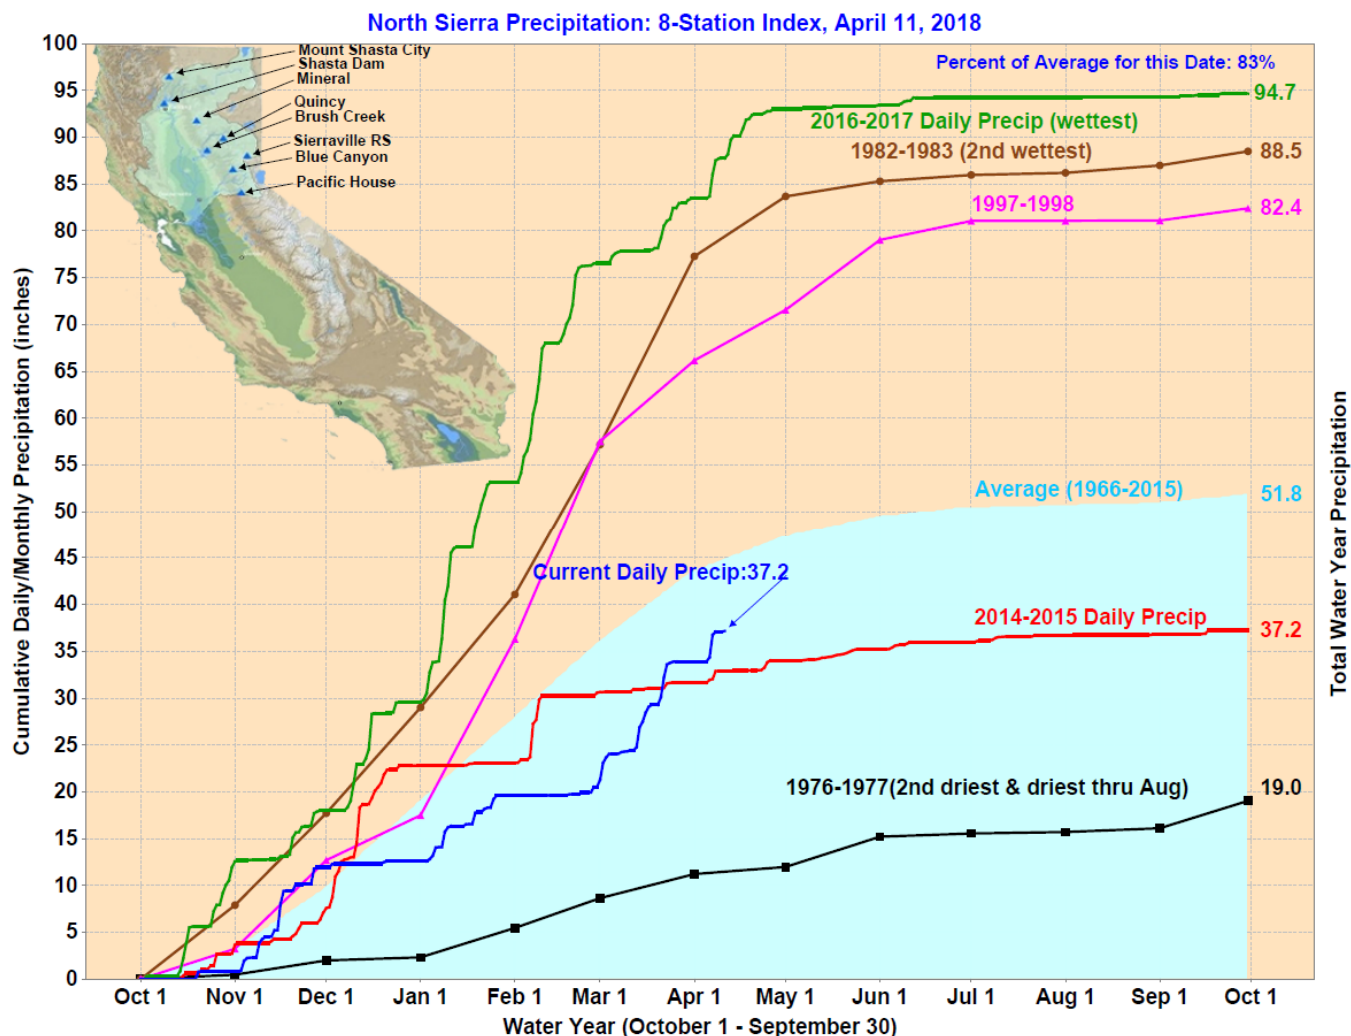 North Sierra Precipitation: 8-Station Index, April 11, 2018
Percent of Average for this Date: 83%
Cumulative Daily/Monthly Precipitation (inches)
100
95
90
85
80
75
70
65
60
55
50
45
40
35
30
25
20
15
10
5
0
Mount Shasta City
Shasta Dam
Mineral
Quincy
Brush Creek
Sierraville RS
Blue Canyon
Pacific House
94.7
2016-2017 Daily Precip (wettest)
1982-1983 (2nd wettest)
88.5
1997-1998
82.4
Average (1966-2015)
51.8
Current Daily Precip:37.2
2014-2015 Daily Precip
37.2
1976-1977(2nd driest & driest thru Aug)
19.0
Total Water Year Precipitation
Oct 1 Nov 1 Dec 1 Jan 1 Feb 1 Mar 1 Apr 1 May 1 Jun 1 Jul 1 Aug 1 Sep 1 Oct 1
Water Year (October 1 - September 30)